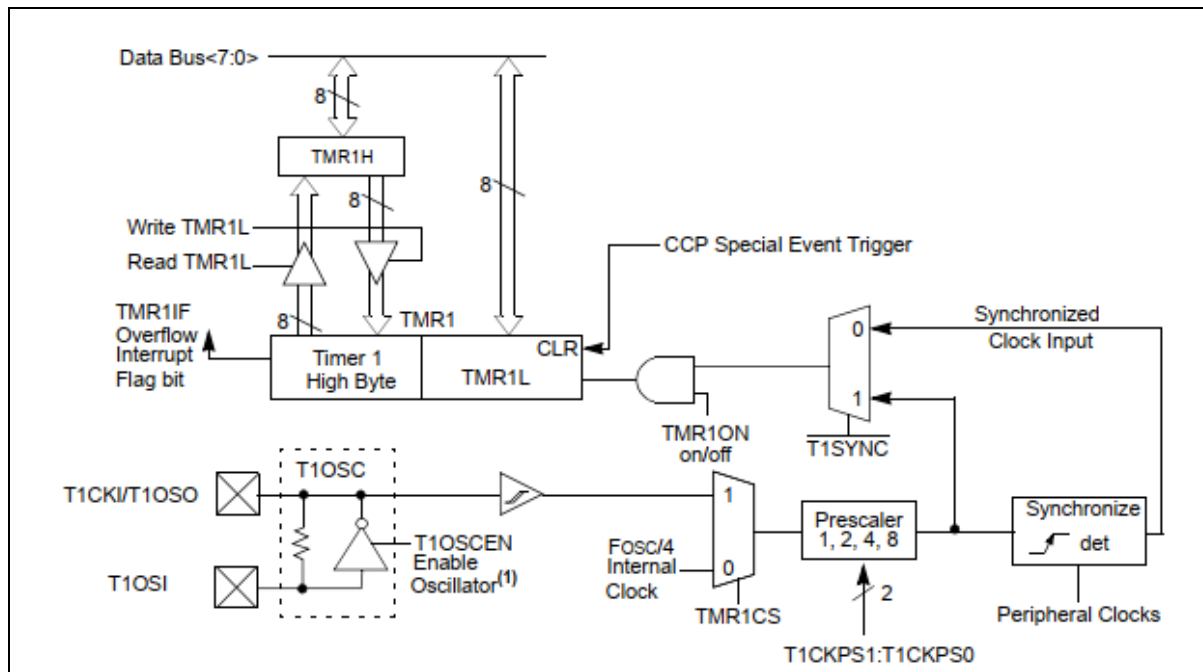 Data Bus<7:0>
8
TMR1H
8
8
Write TMR1L
Read TMR1L
CCP Special Event Trigger
TMR1IF
Overflow
Interrupt
Flag bit
8
TMR1
Timer 1
High Byte
CLR
TMR1L
0
1
Synchronized
Clock Input
TMR1ON
on/off
T1SYNC
T1OSC
T1CKI/T1OSO
T1OSI
T1OSCEN
Enable
Oscillator(1)
FOSC/4
Internal
Clock
1
0
TMR1CS
Prescaler
1, 2, 4, 8
2
T1CKPS1:T1CKPS0
Synchronize
det
Peripheral Clocks